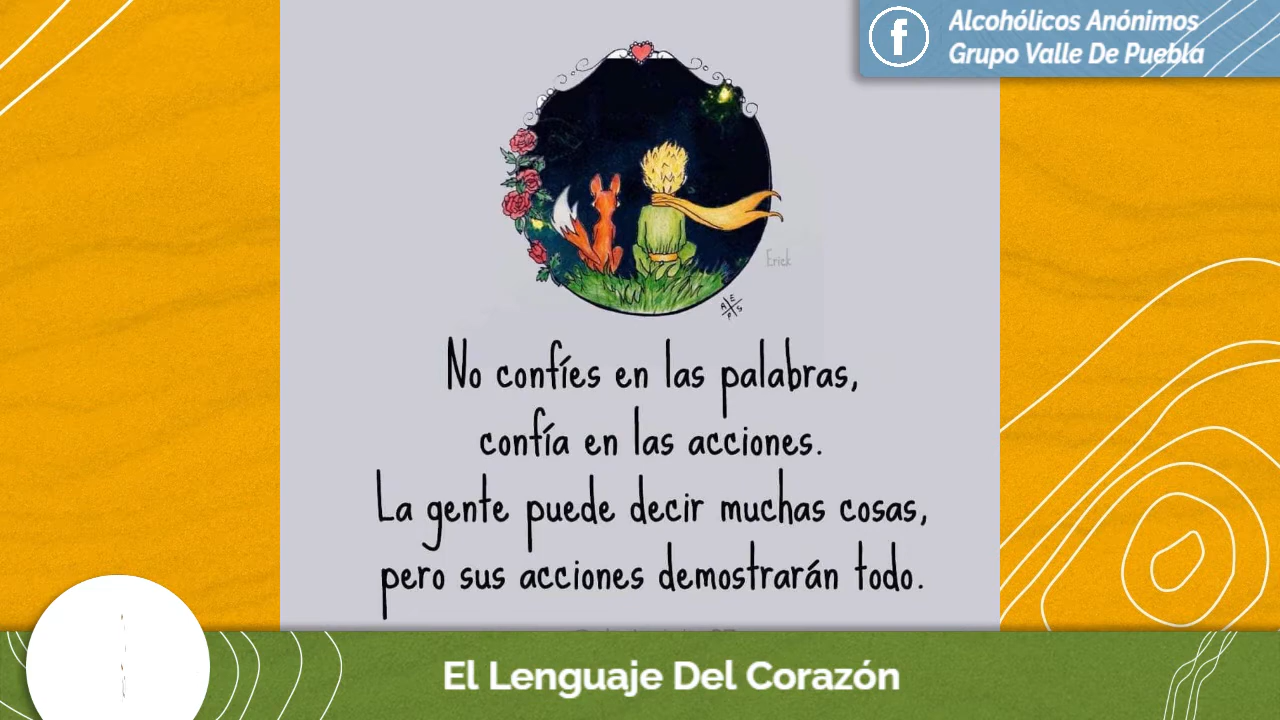 f Alcohólicos Anónimos
Grupo Valle De Puebla
Erick
No confíes en las palabras,
confía en las acciones.
La gente puede decir muchas cosas,
pero sus acciones demostrarán todo.
El Lenguaje Del Corazón